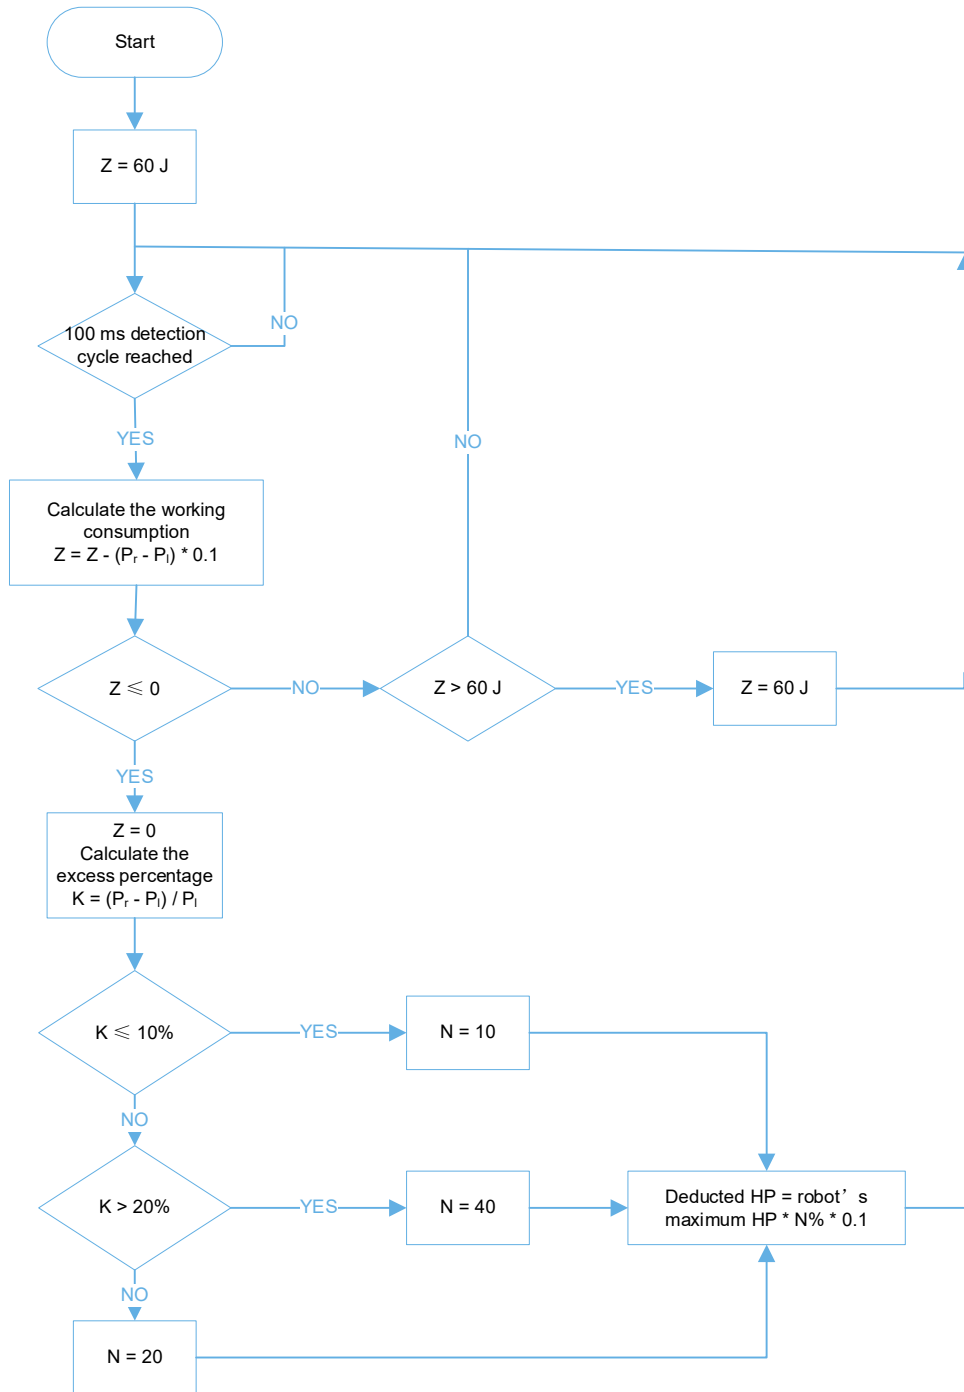 Start
Z = 60 J
100 ms detection
cycle reached
NO
YES
NO
Calculate the working
consumption
Z = Z - (Pᵣ - Pₗ) * 0.1
Z ≤ 0
NO
Z > 60 J
YES
Z = 60 J
YES
Z = 0
Calculate the
excess percentage
K = (Pᵣ - Pₗ) / Pₗ
K ≤ 10%
YES
N = 10
NO
K > 20%
YES
N = 40
Deducted HP = robot’s
maximum HP * N% * 0.1
NO
N = 20